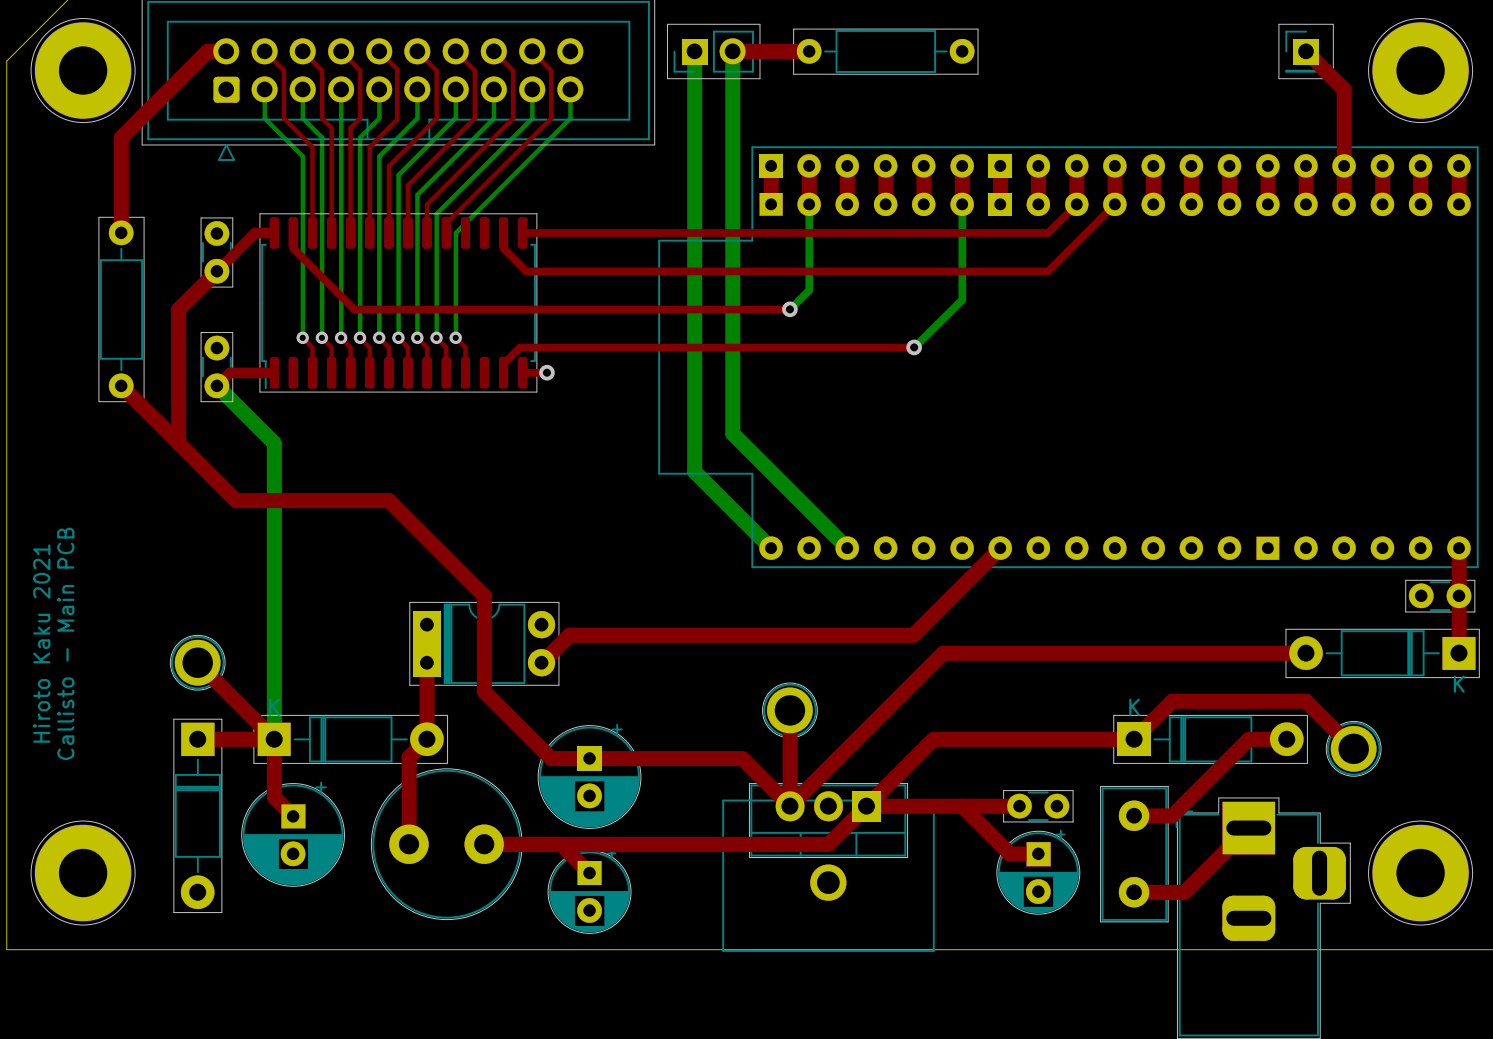 Hiroto Kaku 2021
Callisto – Main PCB
K
K
K
+
+
+
+